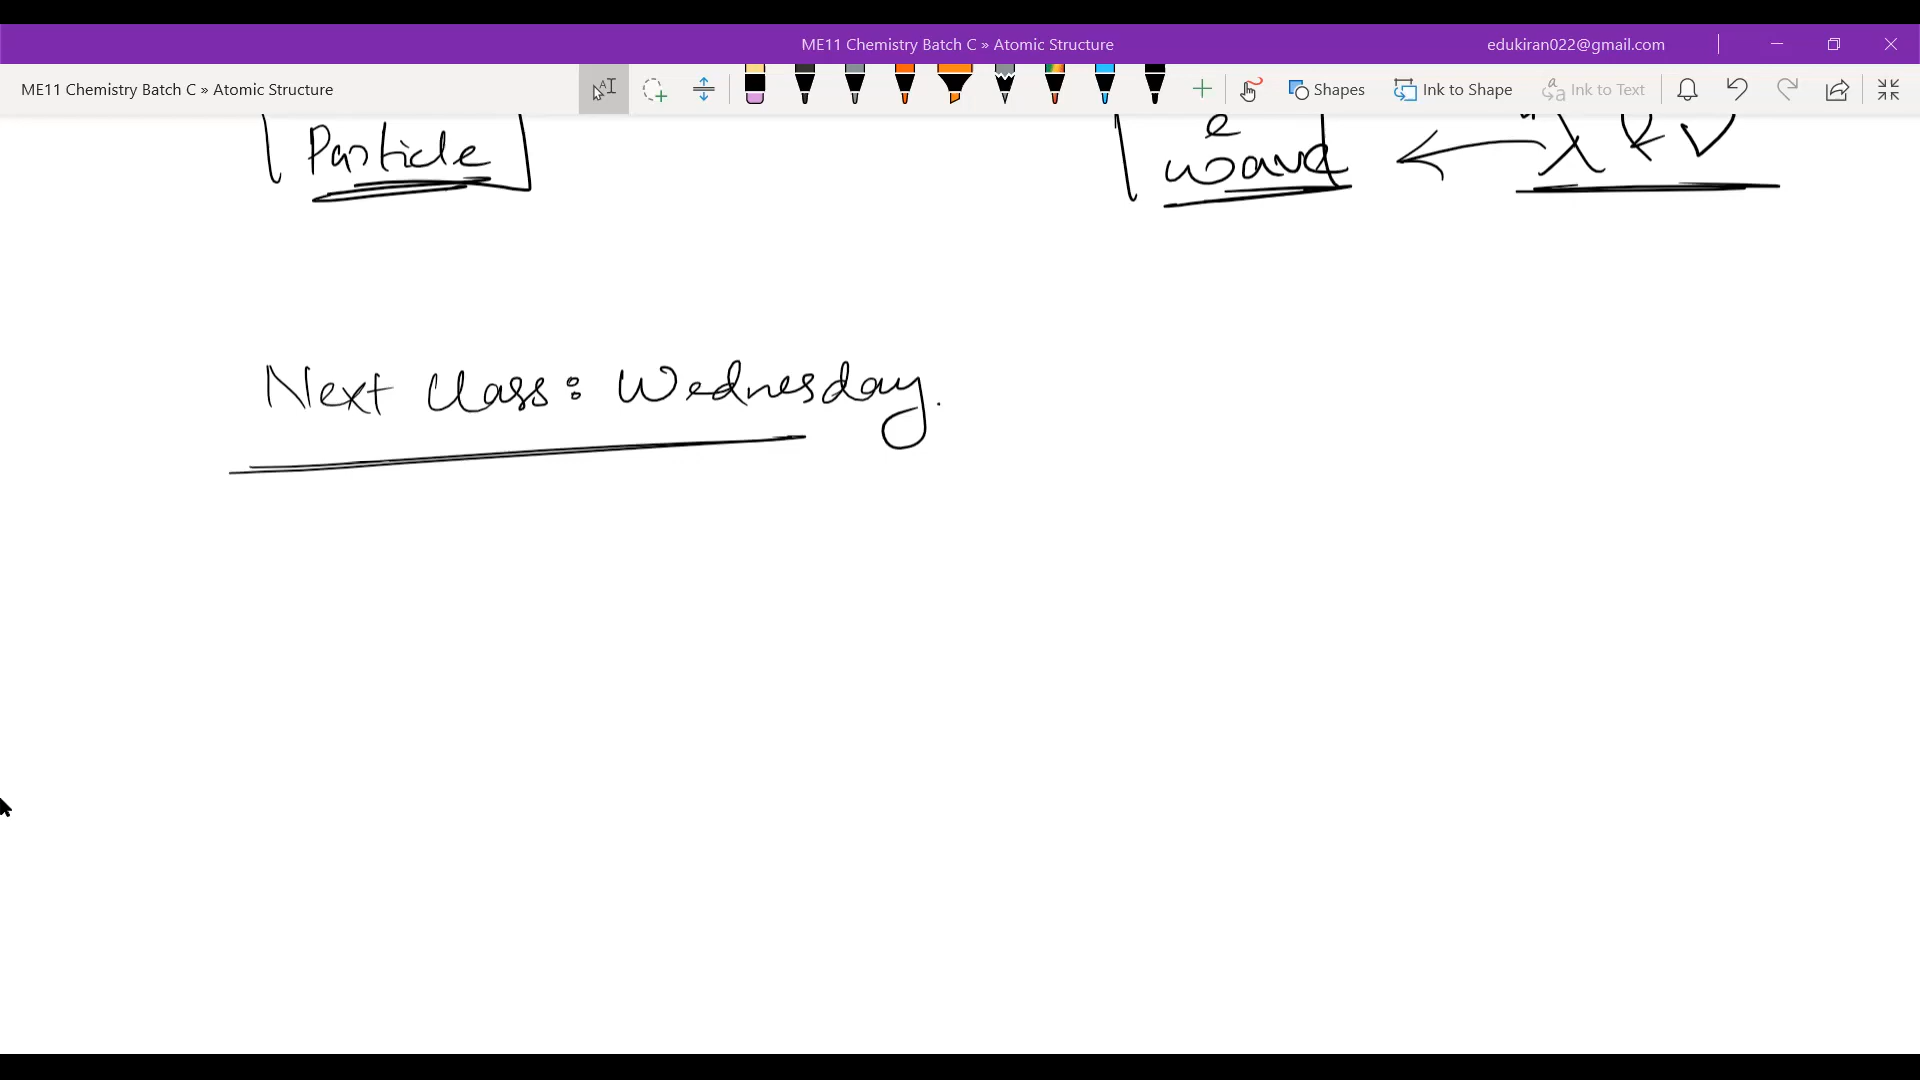 ME11 Chemistry Batch C » Atomic Structure
edukiran022@gmail.com
ME11 Chemistry Batch C » Atomic Structure
Shapes
Ink to Shape
Ink to Text
Particle
e
λ & ν
Next Class: Wednesday.